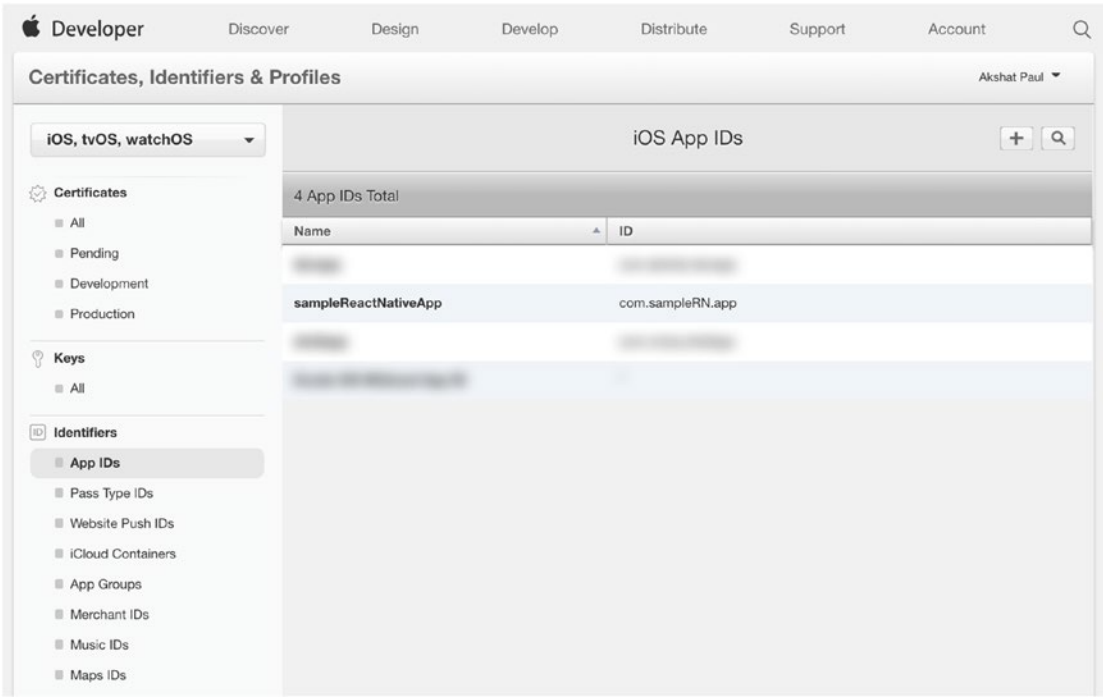 Developer Discover Design Develop Distribute Support Account
Certificates, Identifiers & Profiles Akshat Paul
iOS, tvOS, watchOS
iOS App IDs
4 App IDs Total
Name ID
sampleReactNativeApp com.sampleRN.app
Certificates
All
Pending
Development
Production
Keys
All
ID Identifiers
App IDs
Pass Type IDs
Website Push IDs
iCloud Containers
App Groups
Merchant IDs
Music IDs
Maps IDs